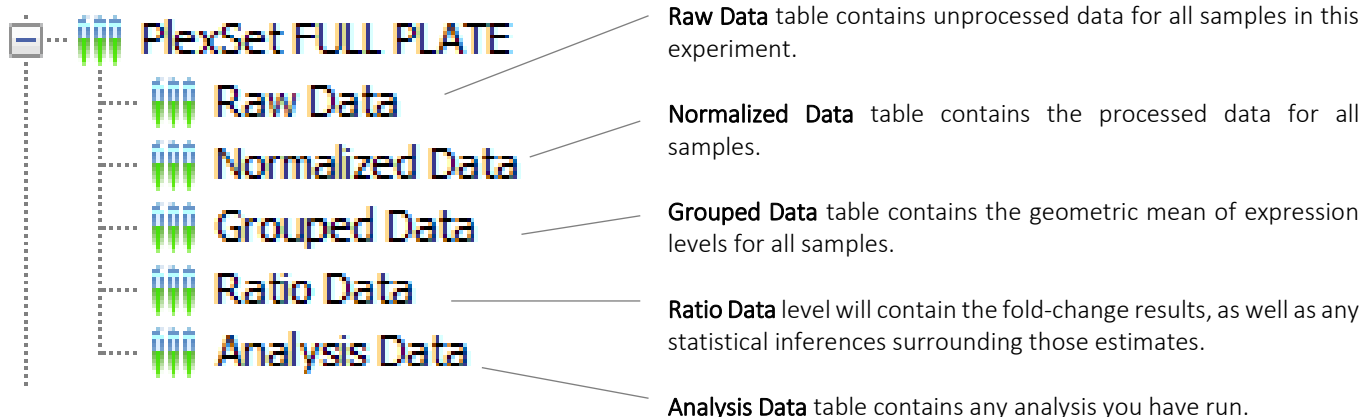 PlexSet FULL PLATE
Raw Data
Normalized Data
Grouped Data
Ratio Data
Analysis Data
Raw Data table contains unprocessed data for all samples in this
experiment.
Normalized Data table contains the processed data for all
samples.
Grouped Data table contains the geometric mean of expression
levels for all samples.
Ratio Data level will contain the fold-change results, as well as any
statistical inferences surrounding those estimates.
Analysis Data table contains any analysis you have run.